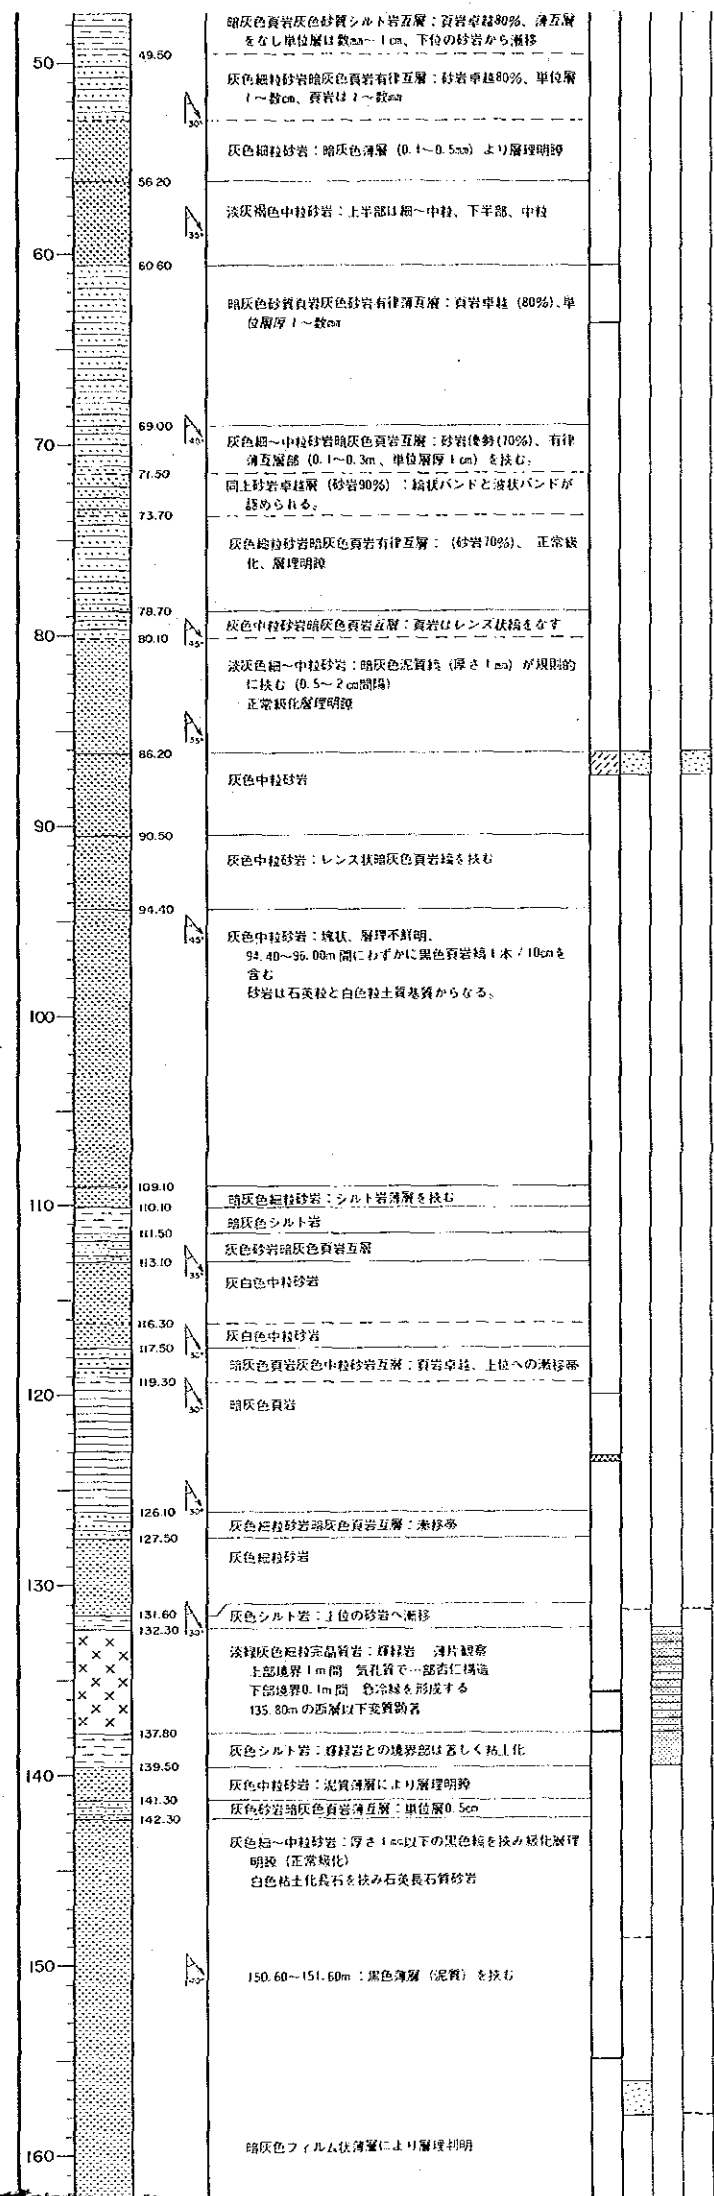 暗灰色頁岩灰色砂質シルト岩互層：頁岩卓越80％、薄互層
をなし単位層は数mm〜1cm、下位の砂岩から漸移
49.50
50
灰色細粒砂岩暗灰色頁岩有律互層：砂岩卓越80％、単位層
1〜数cm、頁岩は1〜数mm
30°
灰色細粒砂岩：暗灰色薄層（0.1〜0.5mm）より層理明瞭
56.20
淡灰褐色中粒砂岩：上半部は細〜中粒、下半部、中粒
35°
60
60.60
暗灰色砂質頁岩灰色砂岩有律薄互層：頁岩卓越（80％）、単
位層厚1〜数mm
69.00
40°
70
灰色細〜中粒砂岩暗灰色頁岩互層：砂岩優勢(70％)、有律
薄互層部（0.1〜0.3m、単位層厚1cm）を挟む。
71.50
同上砂岩卓越層（砂岩90％）：縞状バンドと波状バンドが
認められる。
73.70
灰色細粒砂岩暗灰色頁岩有律互層：（砂岩70％）、正常級
化、層理明瞭
78.70
灰色中粒砂岩暗灰色頁岩互層：頁岩はレンズ状縞をなす
80
80.10
45°
淡灰色細〜中粒砂岩：暗灰色泥質縞（厚さ1mm）が規則的
に挟む（0.5〜2cm間隔）
正常級化層理明瞭
55°
86.20
灰色中粒砂岩
90
90.50
灰色中粒砂岩：レンズ状暗灰色頁岩縞を挟む
94.40
45°
灰色中粒砂岩：塊状、層理不鮮明。
94.40〜96.00m間にわずかに黒色頁岩縞1本/10cmを
含む
砂岩は石英粒と白色粒土質基質からなる。
100
109.10
暗灰色細粒砂岩：シルト岩薄層を挟む
110
110.10
暗灰色シルト岩
111.50
灰色砂岩暗灰色頁岩互層
113.10
35°
灰白色中粒砂岩
116.30
灰白色中粒砂岩
117.50
30°
暗灰色頁岩灰色中粒砂岩互層：頁岩卓越、上位への漸移帯
119.30
120
30°
暗灰色頁岩
126.10
30°
灰色細粒砂岩暗灰色頁岩互層：漸移帯
127.50
灰色細粒砂岩
130
131.60
灰色シルト岩：上位の砂岩へ漸移
132.30
30°
淡緑灰色細粒完晶質岩：輝緑岩 薄片観察
上部境界1m間 気孔質で一部杏仁構造
下部境界0.1m間 急冷縁を形成する
135.80mの断層以下変質顕著
137.80
灰色シルト岩：輝緑岩との境界部は著しく粘土化
139.50
140
灰色中粒砂岩：泥質薄層により層理明瞭
141.30
灰色砂岩暗灰色頁岩薄互層：単位層0.5cm
142.30
灰色細〜中粒砂岩：厚さ1mm以下の黒色縞を挟み級化層理
明瞭（正常級化）
白色粘土化長石を挟み石英長石質砂岩
150
150.60〜151.60m：黒色薄層（泥質）を挟む
暗灰色フィルム状薄層により層理判明
160